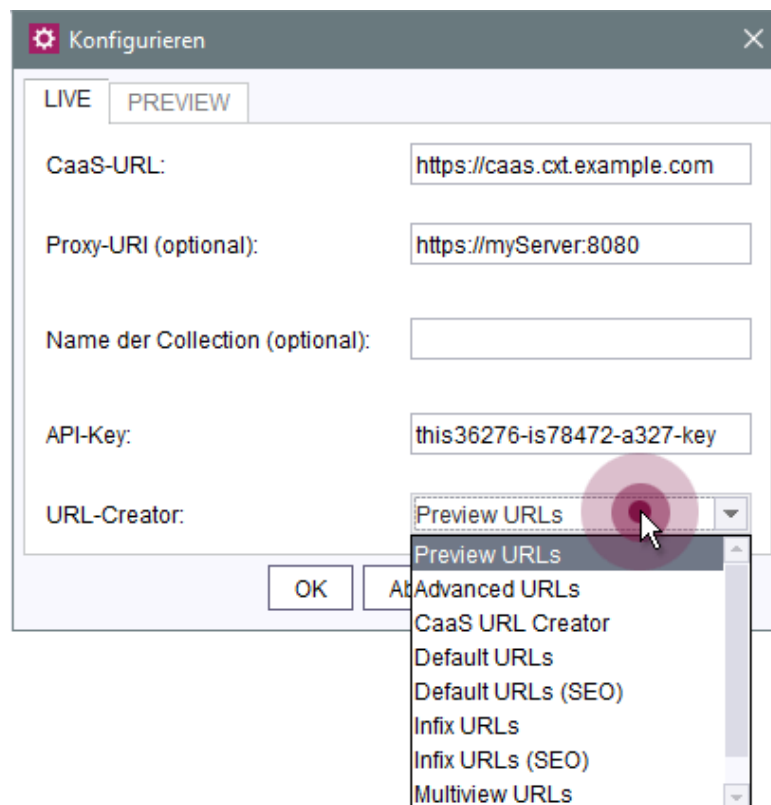 Konfigurieren
LIVE PREVIEW
CaaS-URL: https://caas.cxt.example.com
Proxy-URI (optional): https://myServer:8080
Name der Collection (optional):
API-Key: this36276-is78472-a327-key
URL-Creator: Preview URLs
Preview URLs
OK
Advanced URLs
CaaS URL Creator
Default URLs
Default URLs (SEO)
Infix URLs
Infix URLs (SEO)
Multiview URLs